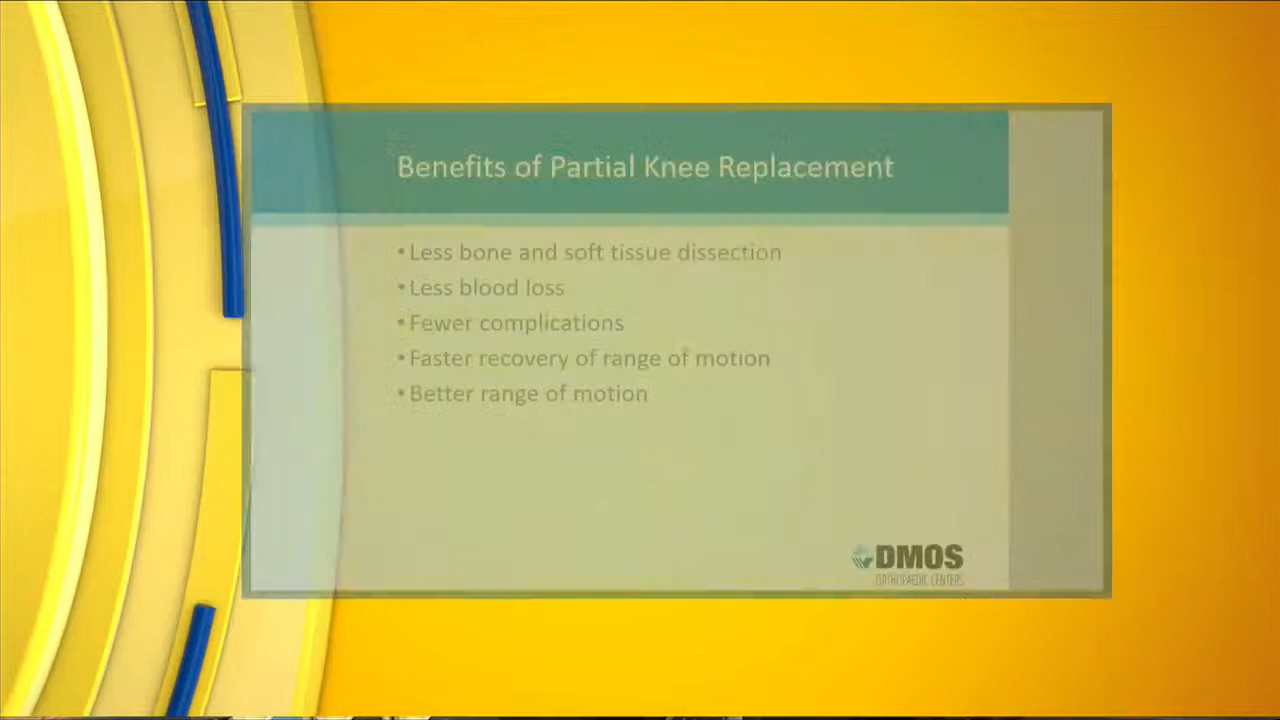 Benefits of Partial Knee Replacement
• Less bone and soft tissue dissection
• Less blood loss
• Fewer complications
• Faster recovery of range of motion
• Better range of motion
DMOS
ORTHOPAEDIC CENTERS